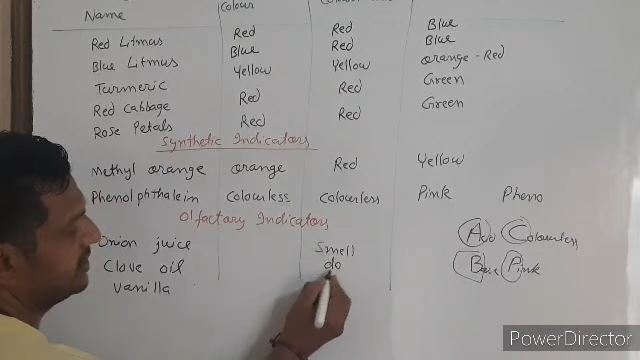 Name Colour
Red Litmus Red Red Blue
Blue Litmus Blue Red Blue
Turmeric Yellow Yellow Orange - Red
Red Cabbage Red Red Green
Rose Petals Red Red Green
Synthetic Indicators
Methyl orange orange Red Yellow
Phenolphthalein Colourless Colourless Pink Pheno
Olfactory Indicators
Acid Colourless
Onion juice Smell
Clove oil do Base Pink
Vanilla
PowerDirector